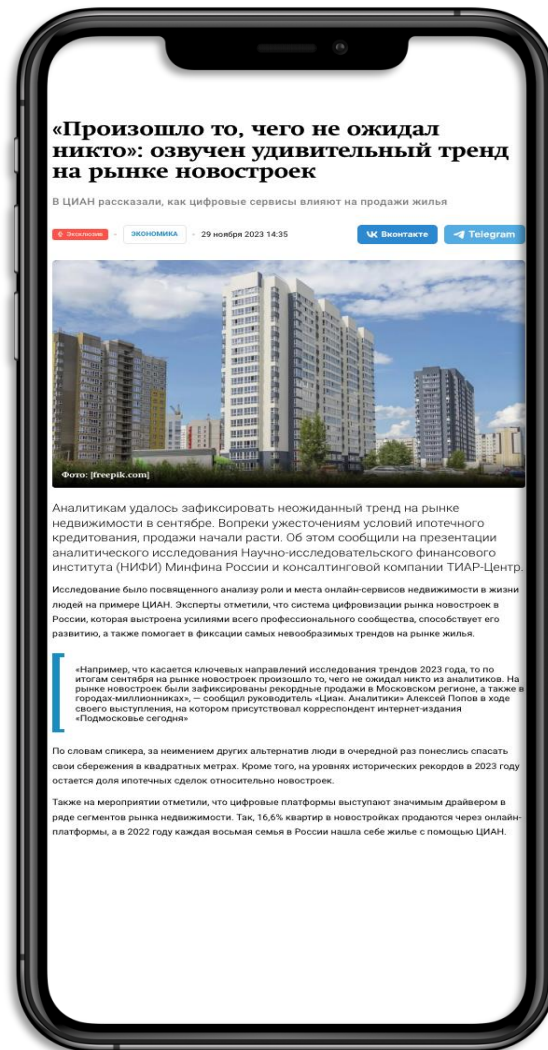 «Произошло то, чего не ожидал
никто»: озвучен удивительный тренд
на рынке новостроек
В ЦИАН рассказали, как цифровые сервисы влияют на продажи жилья
Эксклюзив - ЭКОНОМИКА - 29 ноября 2023 14:35 Вконтакте Telegram
Фото: [freepik.com]
Аналитикам удалось зафиксировать неожиданный тренд на рынке
недвижимости в сентябре. Вопреки ужесточениям условий ипотечного
кредитования, продажи начали расти. Об этом сообщили на презентации
аналитического исследования Научно-исследовательского финансового
института (НИФИ) Минфина России и консалтинговой компании ТИАР-Центр.
Исследование было посвященного анализу роли и места онлайн-сервисов недвижимости в жизни
людей на примере ЦИАН. Эксперты отметили, что система цифровизации рынка новостроек в
России, которая выстроена усилиями всего профессионального сообщества, способствует его
развитию, а также помогает в фиксации самых невообразимых трендов на рынке жилья.
«Например, что касается ключевых направлений исследования трендов 2023 года, то по
итогам сентября на рынке новостроек произошло то, чего не ожидал никто из аналитиков. На
рынке новостроек были зафиксированы рекордные продажи в Московском регионе, а также в
городах-миллионниках», — сообщил руководитель «Циан. Аналитики» Алексей Попов в ходе
своего выступления, на котором присутствовал корреспондент интернет-издания
«Подмосковье сегодня»
По словам спикера, за неимением других альтернатив люди в очередной раз понеслись спасать
свои сбережения в квадратных метрах. Кроме того, на уровнях исторических рекордов в 2023 году
остается доля ипотечных сделок относительно новостроек.
Также на мероприятии отметили, что цифровые платформы выступают значимым драйвером в
ряде сегментов рынка недвижимости. Так, 16,6% квартир в новостройках продаются через онлайн-
платформы, а в 2022 году каждая восьмая семья в России нашла себе жилье с помощью ЦИАН.